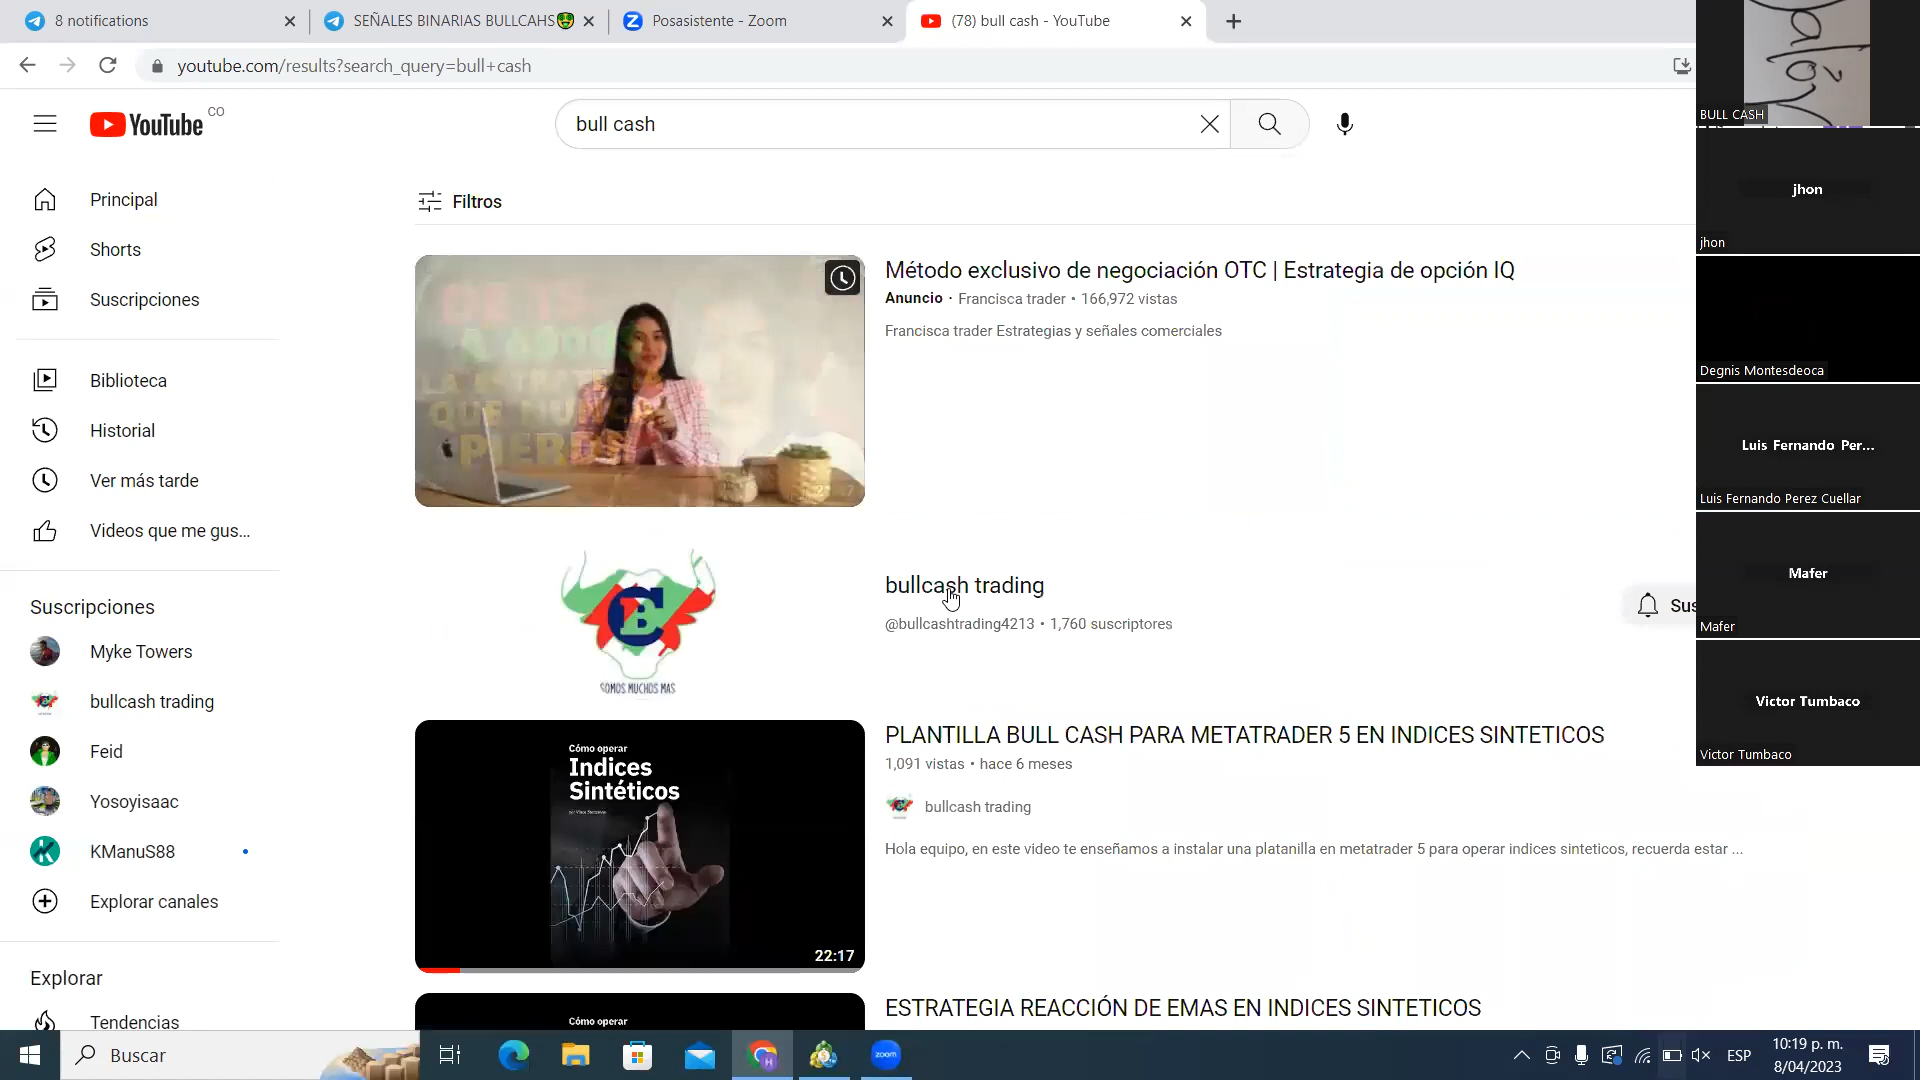 8 notifications
SEÑALES BINARIAS BULLCAHS
Posasistente - Zoom
(78) bull cash - YouTube
youtube.com/results?search_query=bull+cash
YouTube
CO
bull cash
Filtros
Principal
Shorts
Suscripciones
Biblioteca
Historial
Ver más tarde
Videos que me gus...
Suscripciones
Myke Towers
bullcash trading
Feid
Yosoyisaac
KManuS88
Explorar canales
Explorar
Tendencias
Método exclusivo de negociación OTC | Estrategia de opción IQ
Anuncio · Francisca trader • 166,972 vistas
Francisca trader Estrategias y señales comerciales
SOMOS MUCHOS MAS
bullcash trading
@bullcashtrading4213 • 1,760 suscriptores
Sus
Cómo operar
Indices
Sintéticos
22:17
PLANTILLA BULL CASH PARA METATRADER 5 EN INDICES SINTETICOS
1,091 vistas • hace 6 meses
bullcash trading
Hola equipo, en este video te enseñamos a instalar una platanilla en metatrader 5 para operar indices sinteticos, recuerda estar ...
Cómo operar
ESTRATEGIA REACCIÓN DE EMAS EN INDICES SINTETICOS
BULL CASH
jhon
jhon
Degnis Montesdeoca
Luis Fernando Per...
Luis Fernando Perez Cuellar
Mafer
Mafer
Victor Tumbaco
Victor Tumbaco
Buscar
zoom
ESP
10:19 p. m.
8/04/2023